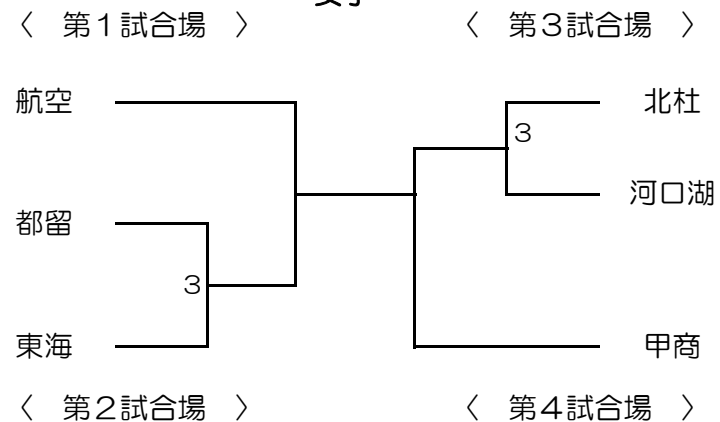 〈 第1試合場 〉
〈 第3試合場 〉
航空
北杜
3
河口湖
都留
3
東海
甲商
〈 第2試合場 〉
〈 第4試合場 〉